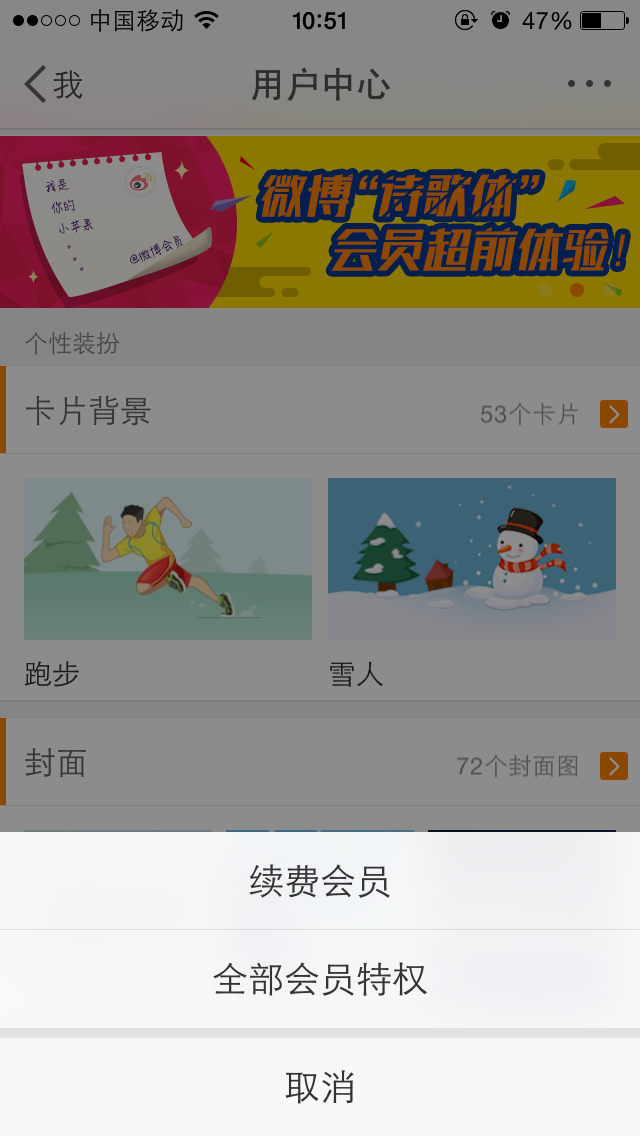 中国移动 10:51 47%
我 用户中心
我是
你的
小苹果
。
。
。
@微博会员
微博“诗歌体”
会员超前体验！
个性装扮
卡片背景 53个卡片
跑步 雪人
封面 72个封面图
续费会员
全部会员特权
取消